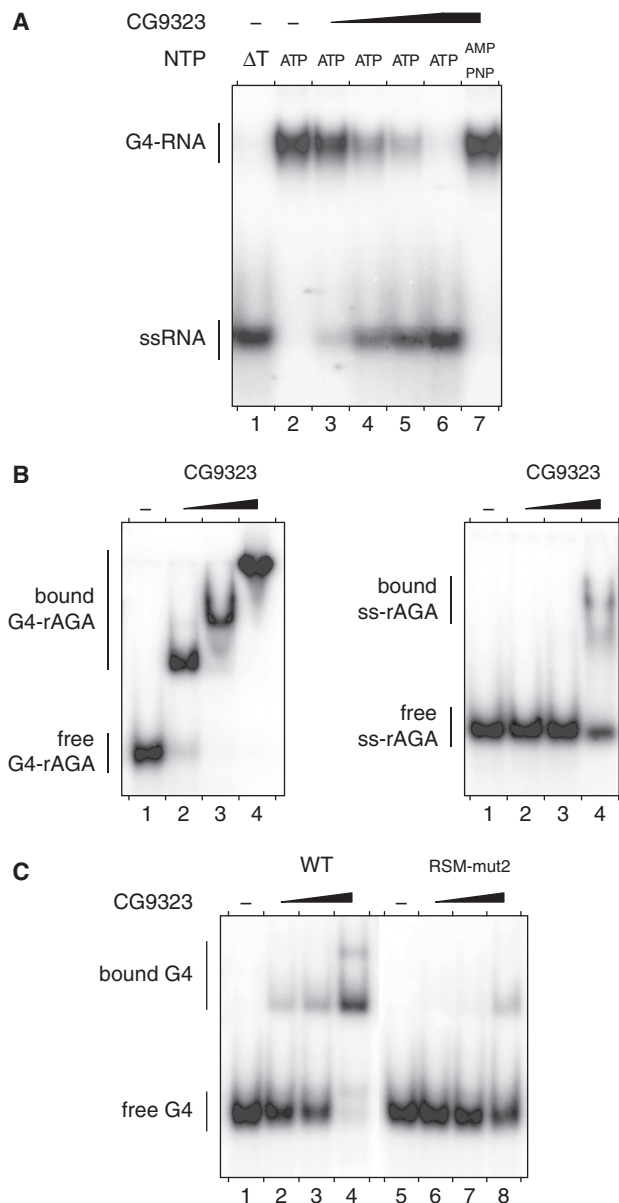 A
CG9323 – –
NTP ΔT ATP ATP ATP ATP ATP AMP PNP
G4-RNA
ssRNA
1 2 3 4 5 6 7
B
CG9323
–
bound
G4-rAGA
free
G4-rAGA
1 2 3 4
CG9323
–
bound
ss-rAGA
free
ss-rAGA
1 2 3 4
C
WT RSM-mut2
CG9323 – –
bound G4
free G4
1 2 3 4 5 6 7 8